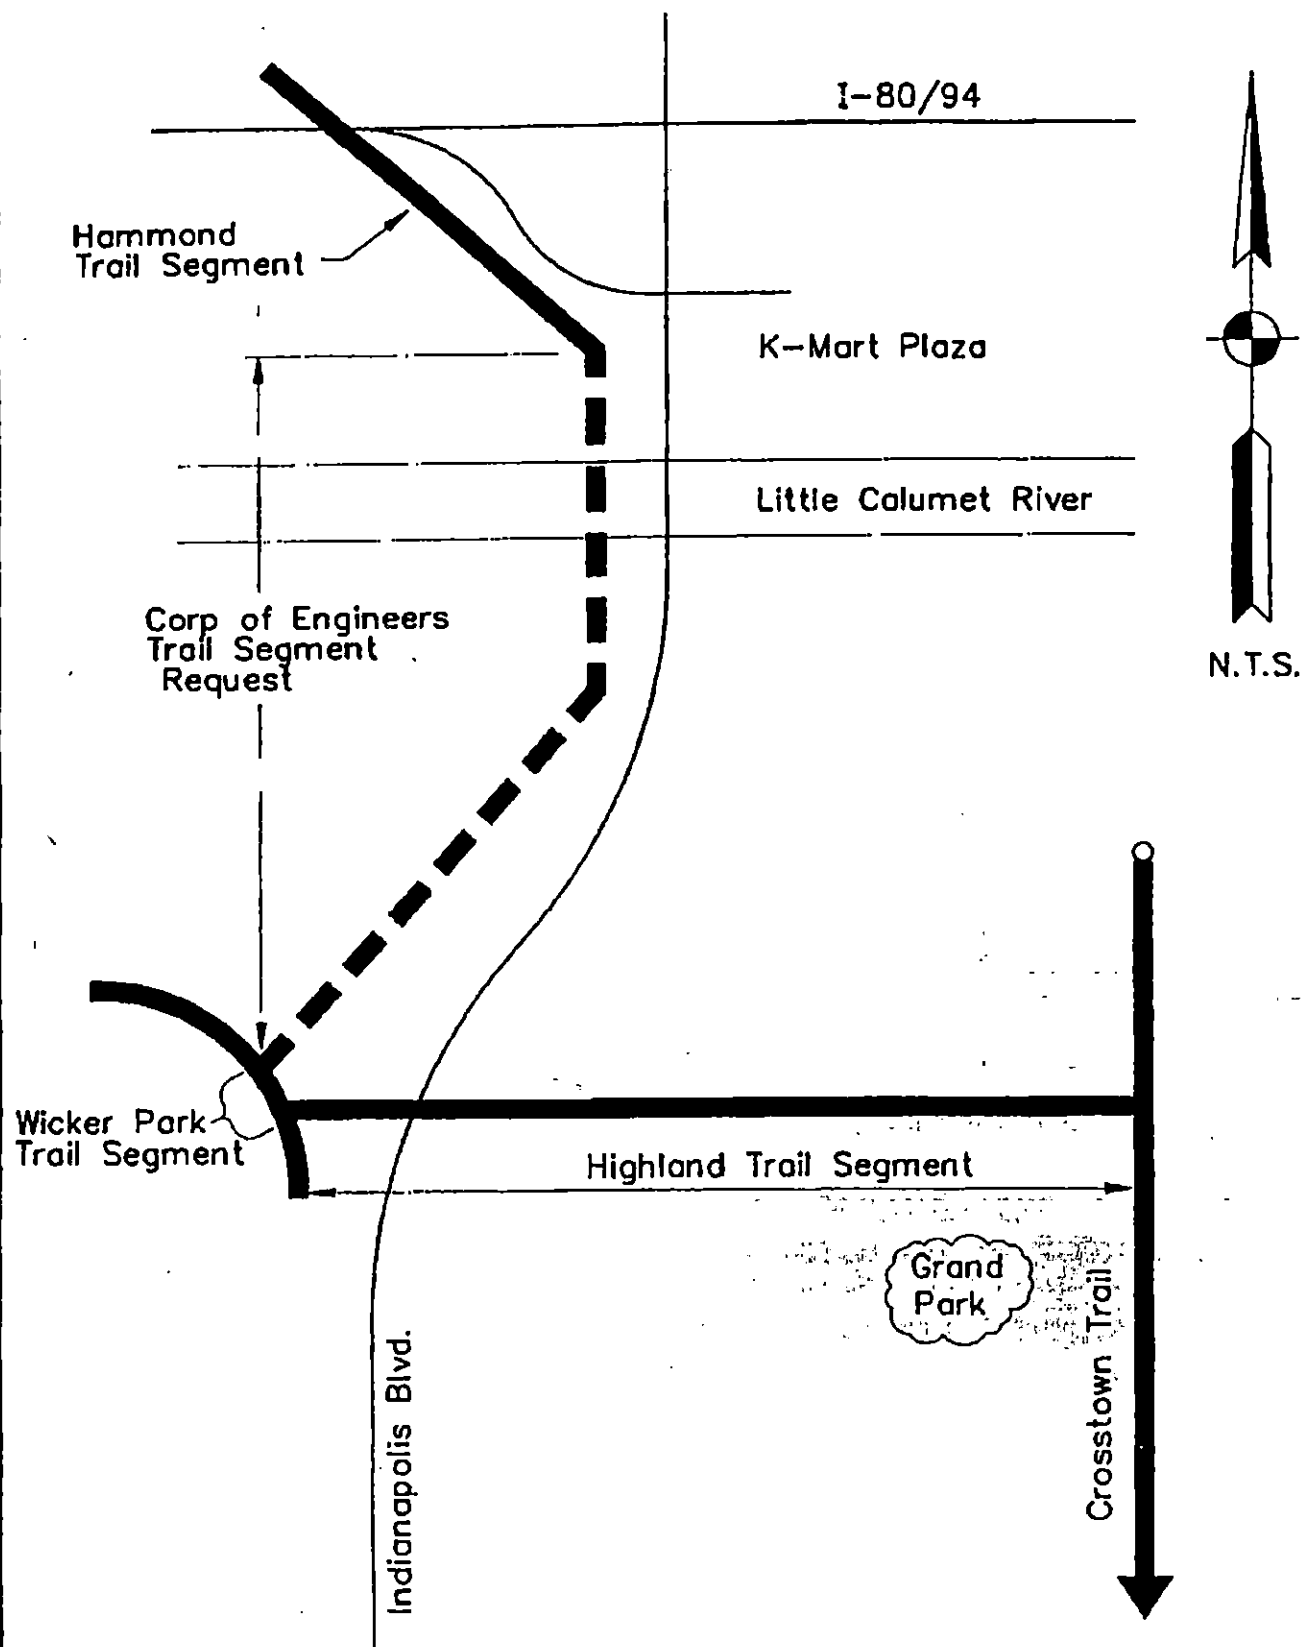 I-80/94
Hammond
Trail Segment
K-Mart Plaza
Little Calumet River
Corp of Engineers
Trail Segment
Request
N.T.S.
Wicker Park
Trail Segment
Highland Trail Segment
Grand
Park
Crosstown Trail
Indianapolis Blvd.